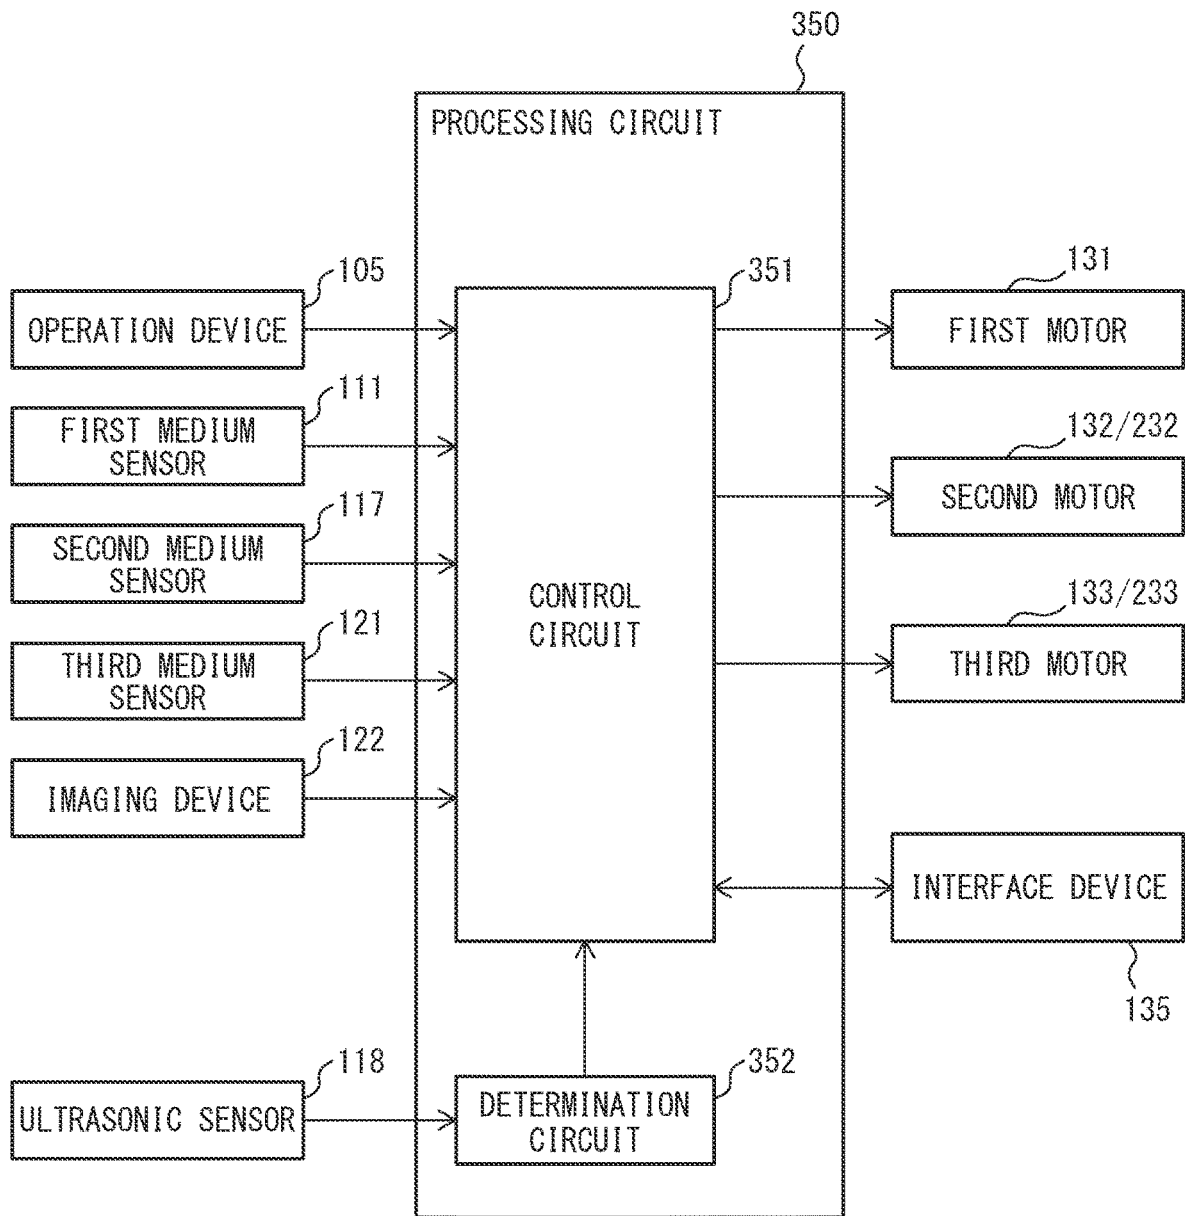 350
PROCESSING CIRCUIT
105
OPERATION DEVICE
111
FIRST MEDIUM
SENSOR
117
SECOND MEDIUM
SENSOR
121
THIRD MEDIUM
SENSOR
122
IMAGING DEVICE
118
ULTRASONIC SENSOR
351
CONTROL
CIRCUIT
352
DETERMINATION
CIRCUIT
131
FIRST MOTOR
132/232
SECOND MOTOR
133/233
THIRD MOTOR
INTERFACE DEVICE
135